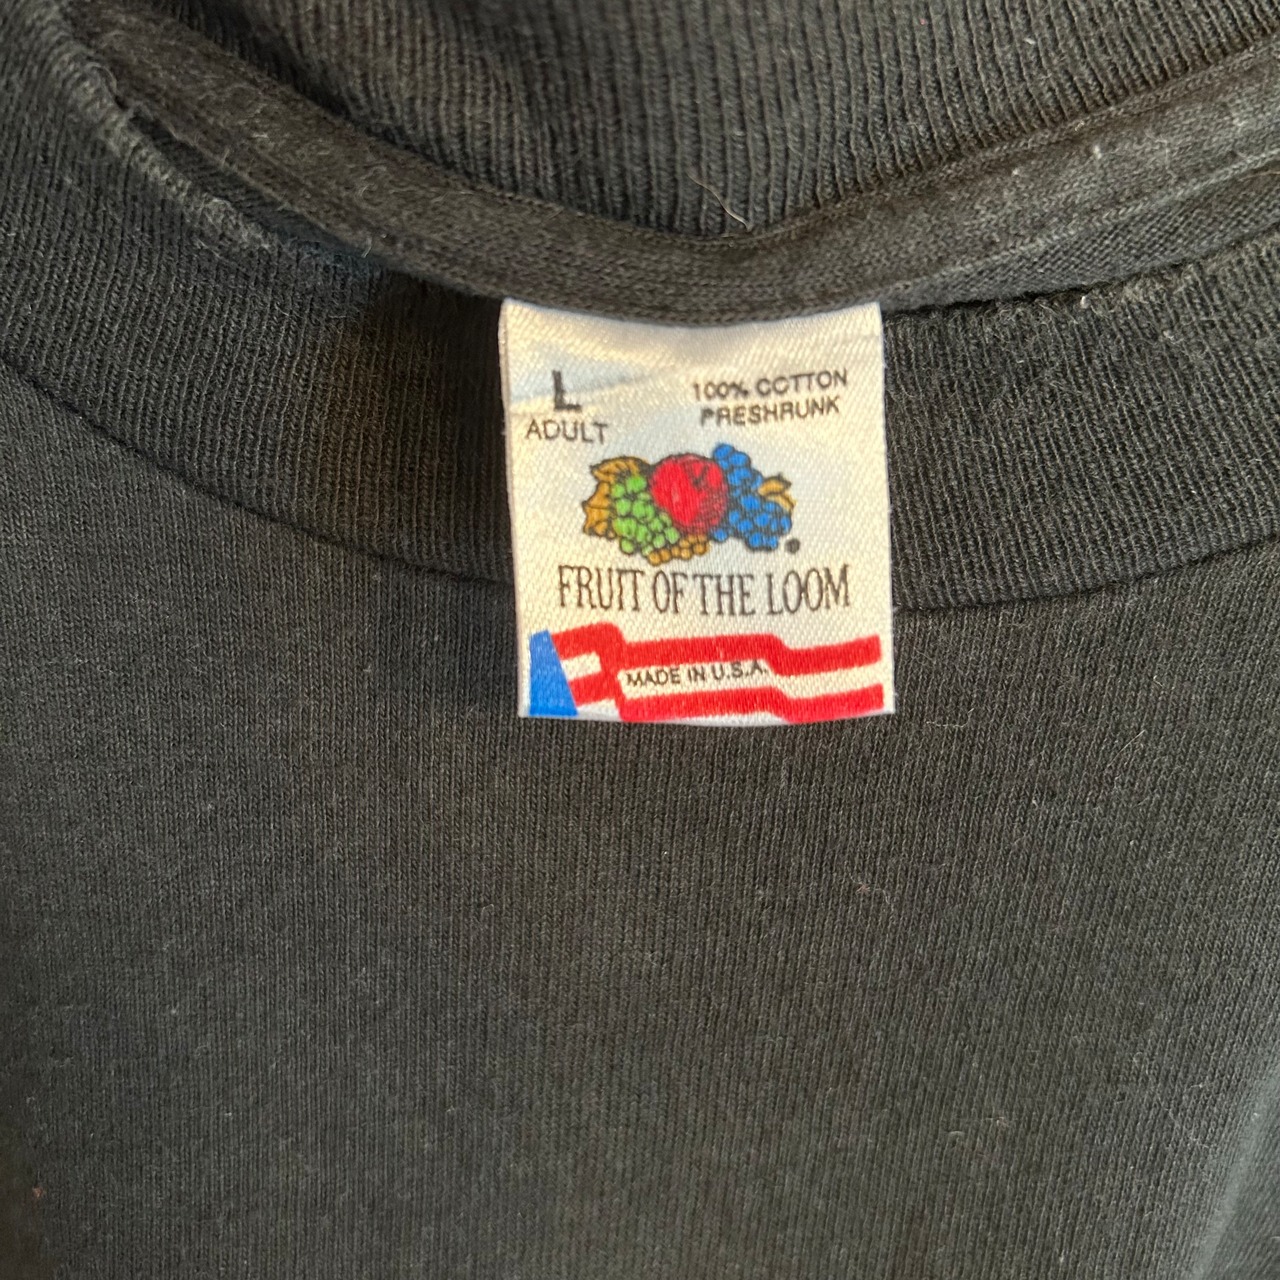 L
ADULT
100% COTTON
PRESHRUNK
FRUIT OF THE LOOM
MADE IN U.S.A.